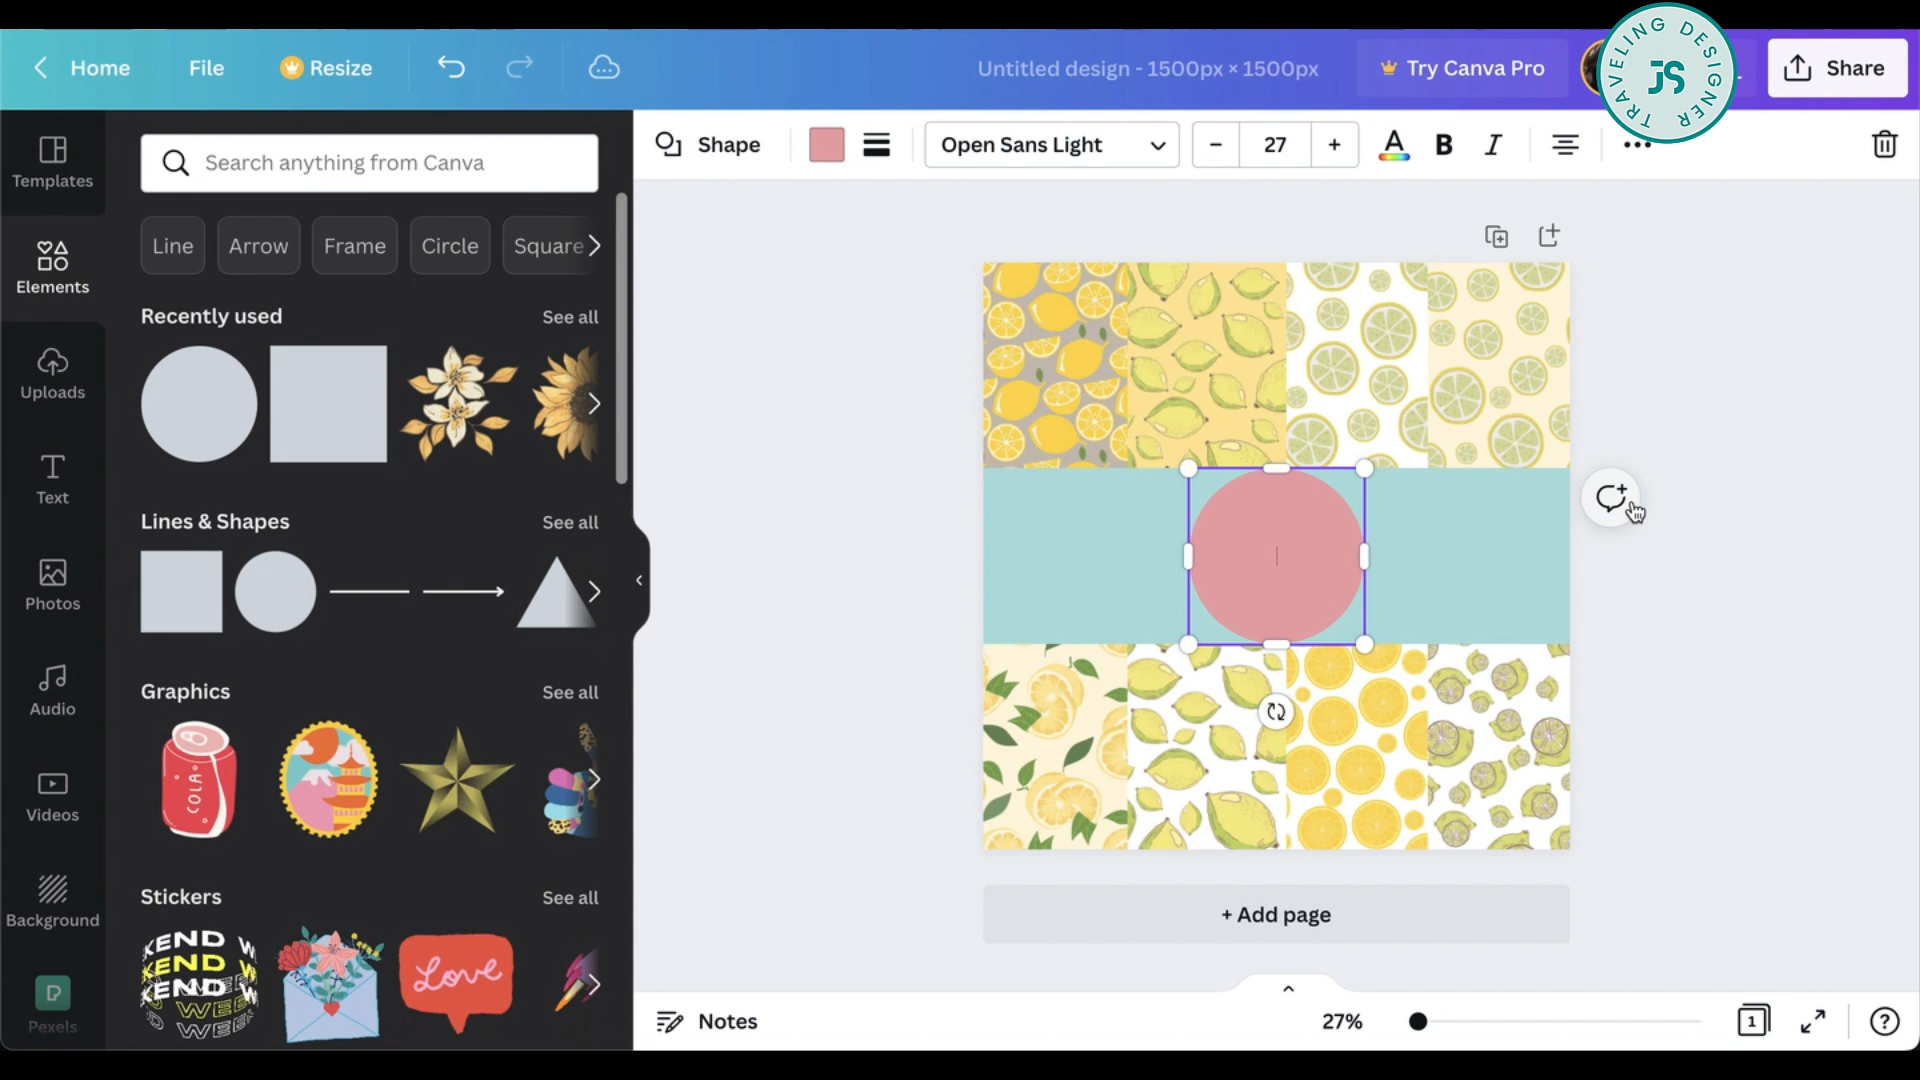 Home
File
Resize
Untitled design - 1500px × 1500px
Try Canva Pro
Share
TRAVELING DESIGNER
JS
Templates
Elements
Uploads
Text
Photos
Audio
Videos
Background
Pexels
Search anything from Canva
Line
Arrow
Frame
Circle
Square
Recently used
See all
Lines & Shapes
See all
Graphics
See all
COLA
Stickers
See all
KEND W
KEND W
KEND W
WEE
WEE
Love
Shape
Open Sans Light
- 27 +
A B I
+ Add page
Notes
27%
1
?